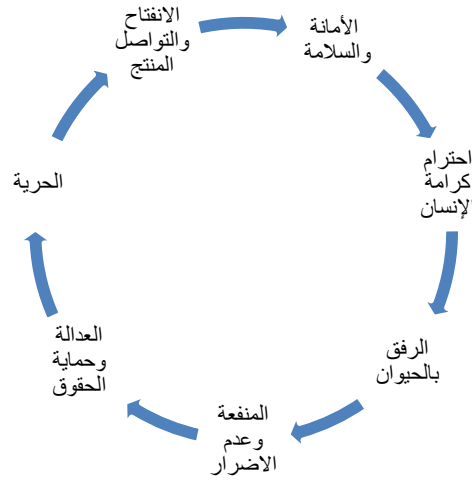 الأمانة
والسلامة
احترام
كرامة
الإنسان
الرفق
بالحيوان
المنفعة
وعدم
الاضرار
العدالة
وحماية
الحقوق
الحرية
الانفتاح
والتواصل
المنتج